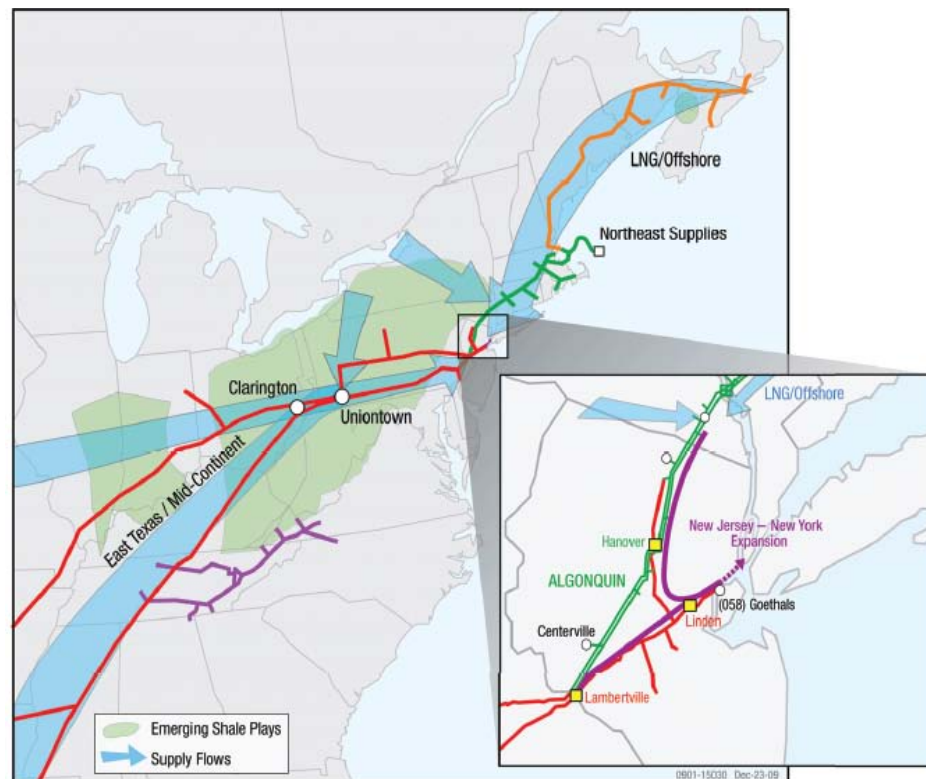 LNG/Offshore
Northeast Supplies
Clarington
Uniontown
East Texas / Mid-Continent
LNG/Offshore
New Jersey – New York
Expansion
Hanover
ALGONQUIN
(058) Goethals
Linden
Centerville
Lambertville
Emerging Shale Plays
Supply Flows
0901-15030 Dec-23-09